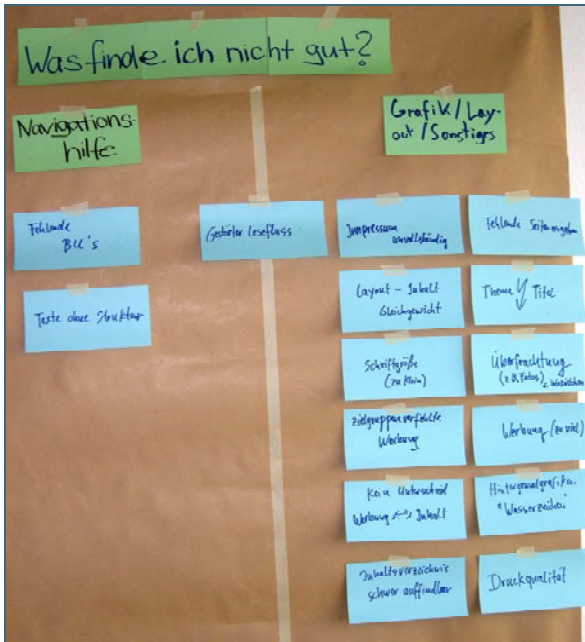 Was finde ich nicht gut?
Navigations-
hilfe
Grafik / Lay-
out / Sonstiges
Fehlende
BU's
Texte ohne Struktur
Gestörter Lesefluss
Impressum
unvollständig
fehlende Seitenangaben
Layout - Inhalt
Gleichgewicht
Thema Titel
Schriftgröße
(zu klein)
Überfrachtung
(z.B. Fotos)
Zielgruppenverfehlte
Werbung
Werbung (zu viel)
Kein Unterschied
Werbung ↔ Inhalt
Hintergrundgrafiken
"Wasserzeichen"
Inhaltsverzeichnis
schwer auffindbar
Druckqualität